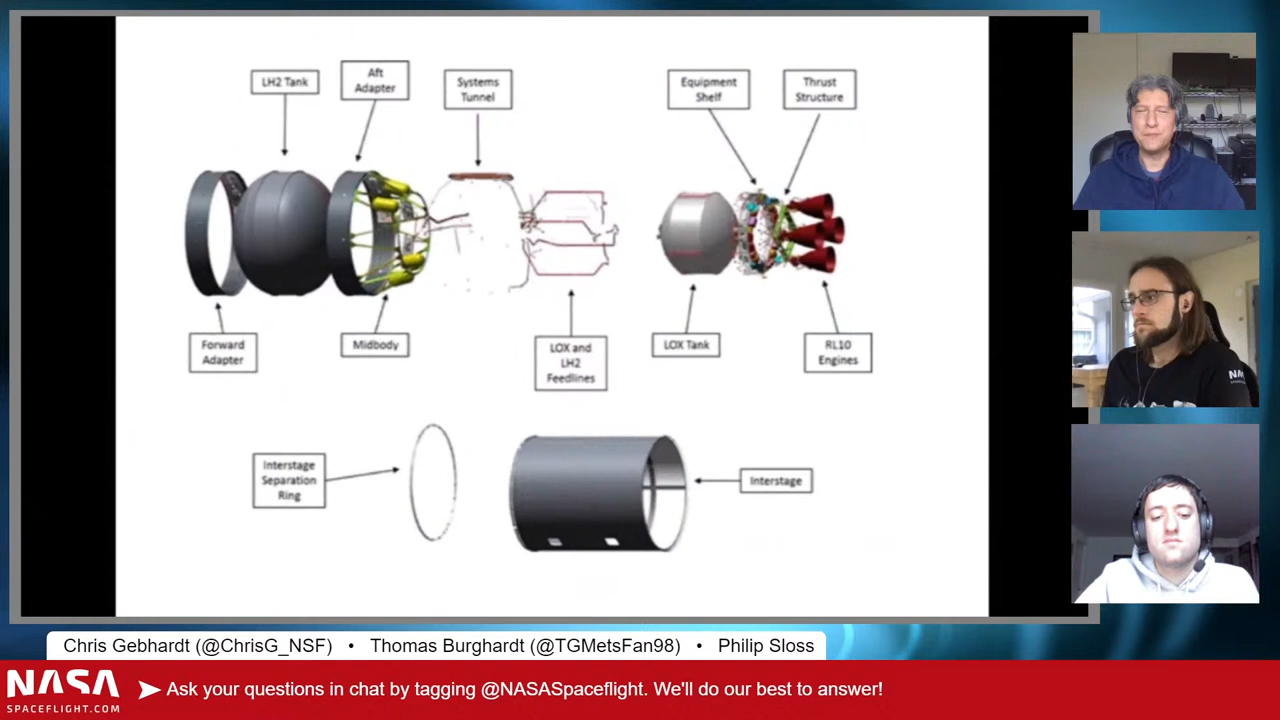 LH2 Tank
Aft
Adapter
Systems
Tunnel
Equipment
Shelf
Thrust
Structure
Forward
Adapter
Midbody
LOX and
LH2
Feedlines
LOX Tank
RL10
Engines
Interstage
Separation
Ring
Interstage
Chris Gebhardt (@ChrisG_NSF) • Thomas Burghardt (@TGMetsFan98) • Philip Sloss
NASA
SPACEFLIGHT.COM
Ask your questions in chat by tagging @NASASpaceflight. We'll do our best to answer!